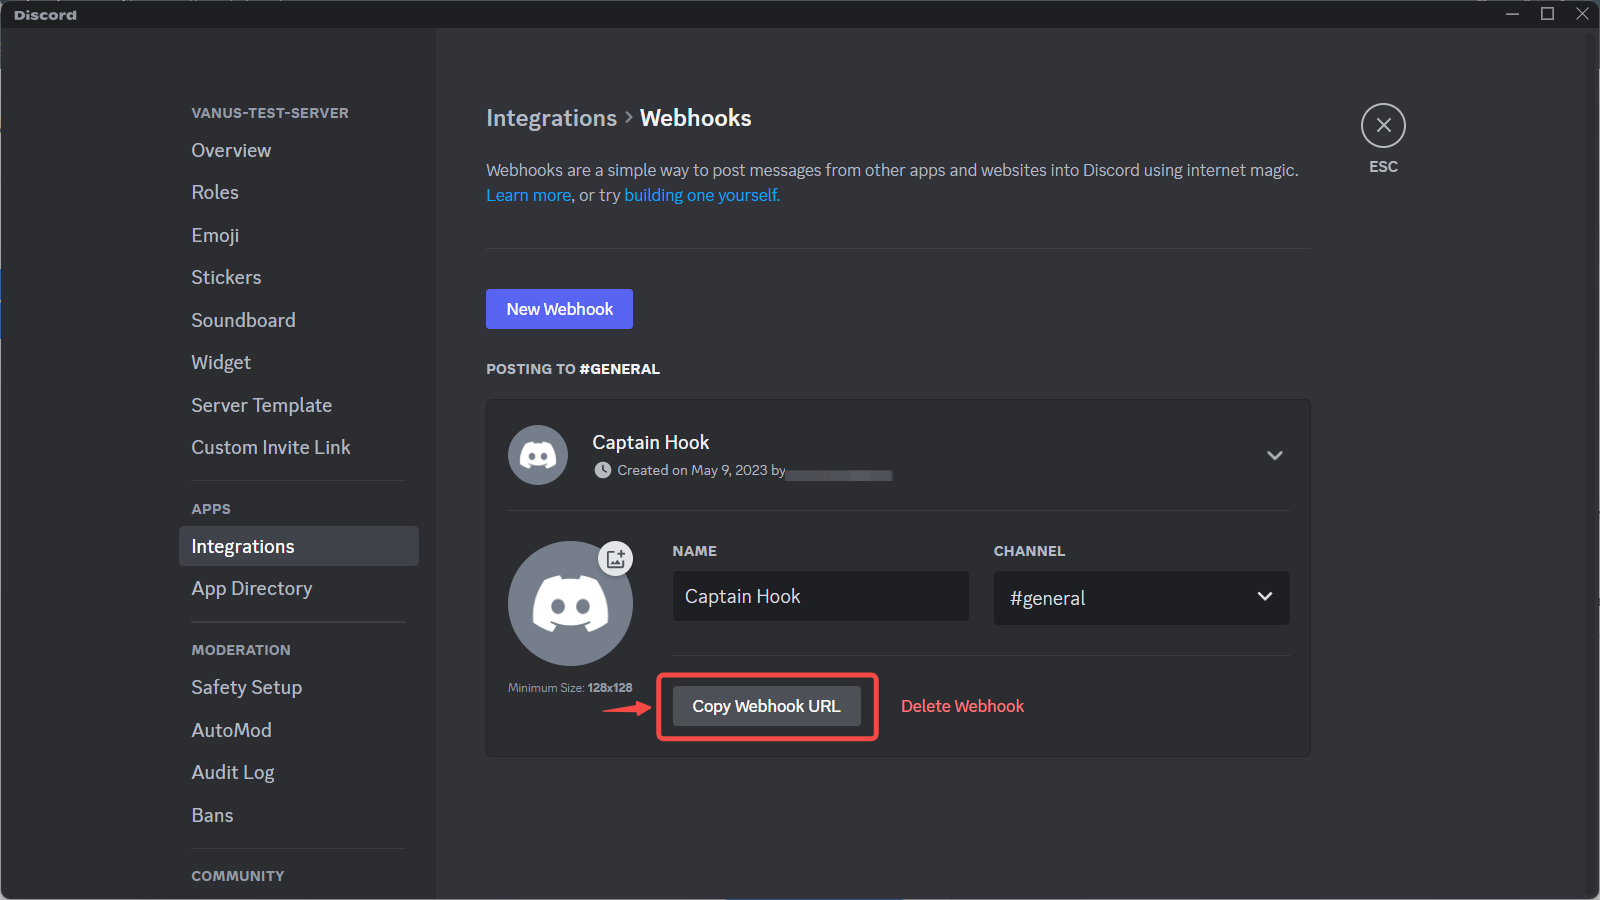 Discord
VANUS-TEST-SERVER
Overview
Roles
Emoji
Stickers
Soundboard
Widget
Server Template
Custom Invite Link
APPS
Integrations
App Directory
MODERATION
Safety Setup
AutoMod
Audit Log
Bans
COMMUNITY
Integrations > Webhooks
Webhooks are a simple way to post messages from other apps and websites into Discord using internet magic.
Learn more, or try building one yourself.
New Webhook
POSTING TO #GENERAL
Captain Hook
Created on May 9, 2023 by
NAME
CHANNEL
Captain Hook
#general
Minimum Size: 128x128
Copy Webhook URL
Delete Webhook
ESC